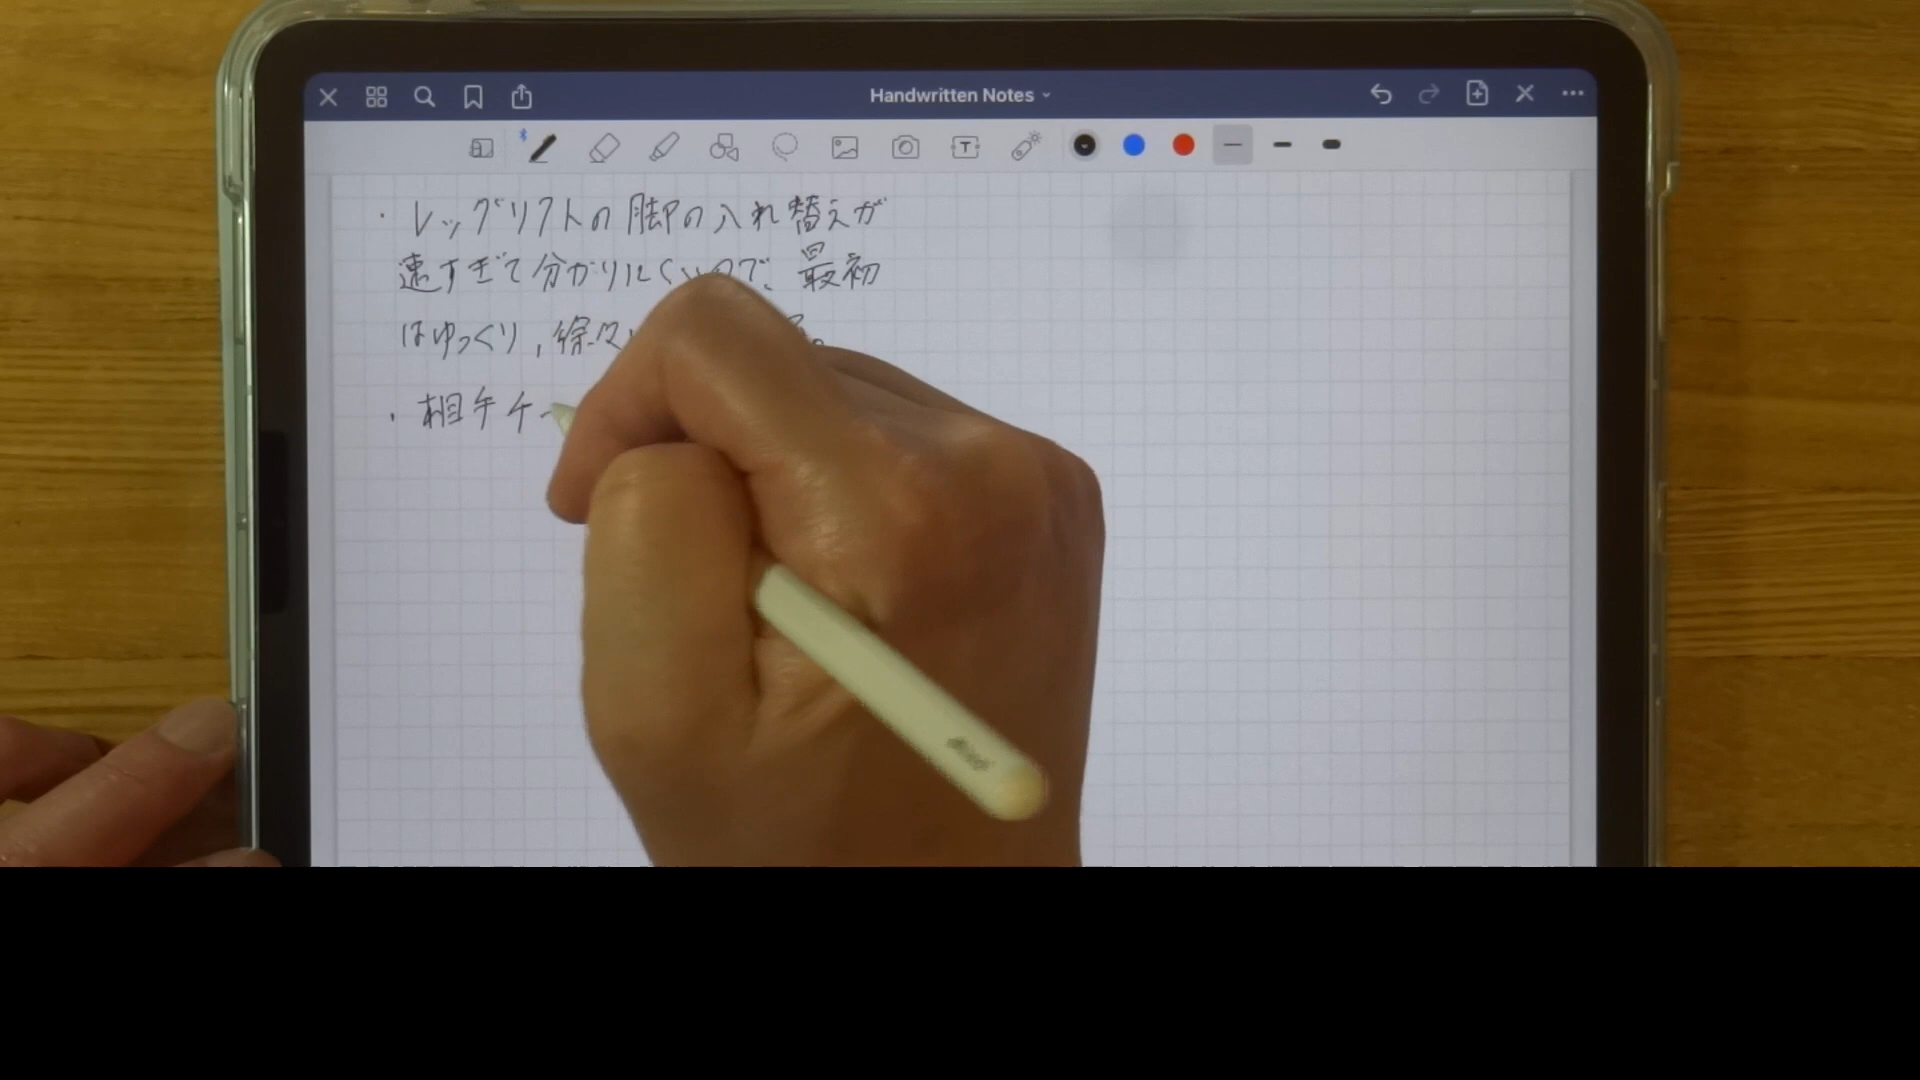 Handwritten Notes
T
・レッグリフトの脚の入れ替えが
速すぎて分かりにくいので、最初
はゆっくり,徐々
・相手チー